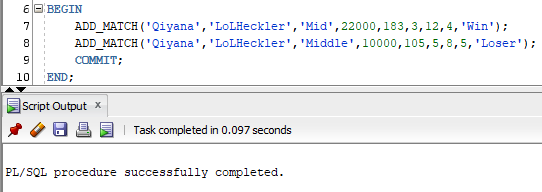 6 BEGIN
7 ADD_MATCH('Qiyana','LoLHeckler','Mid',22000,183,3,12,4,'Win');
8 ADD_MATCH('Qiyana','LoLHeckler','Middle',10000,105,5,8,5,'Loser');
9 COMMIT;
10 END;
Script Output x
Task completed in 0.097 seconds
PL/SQL procedure successfully completed.